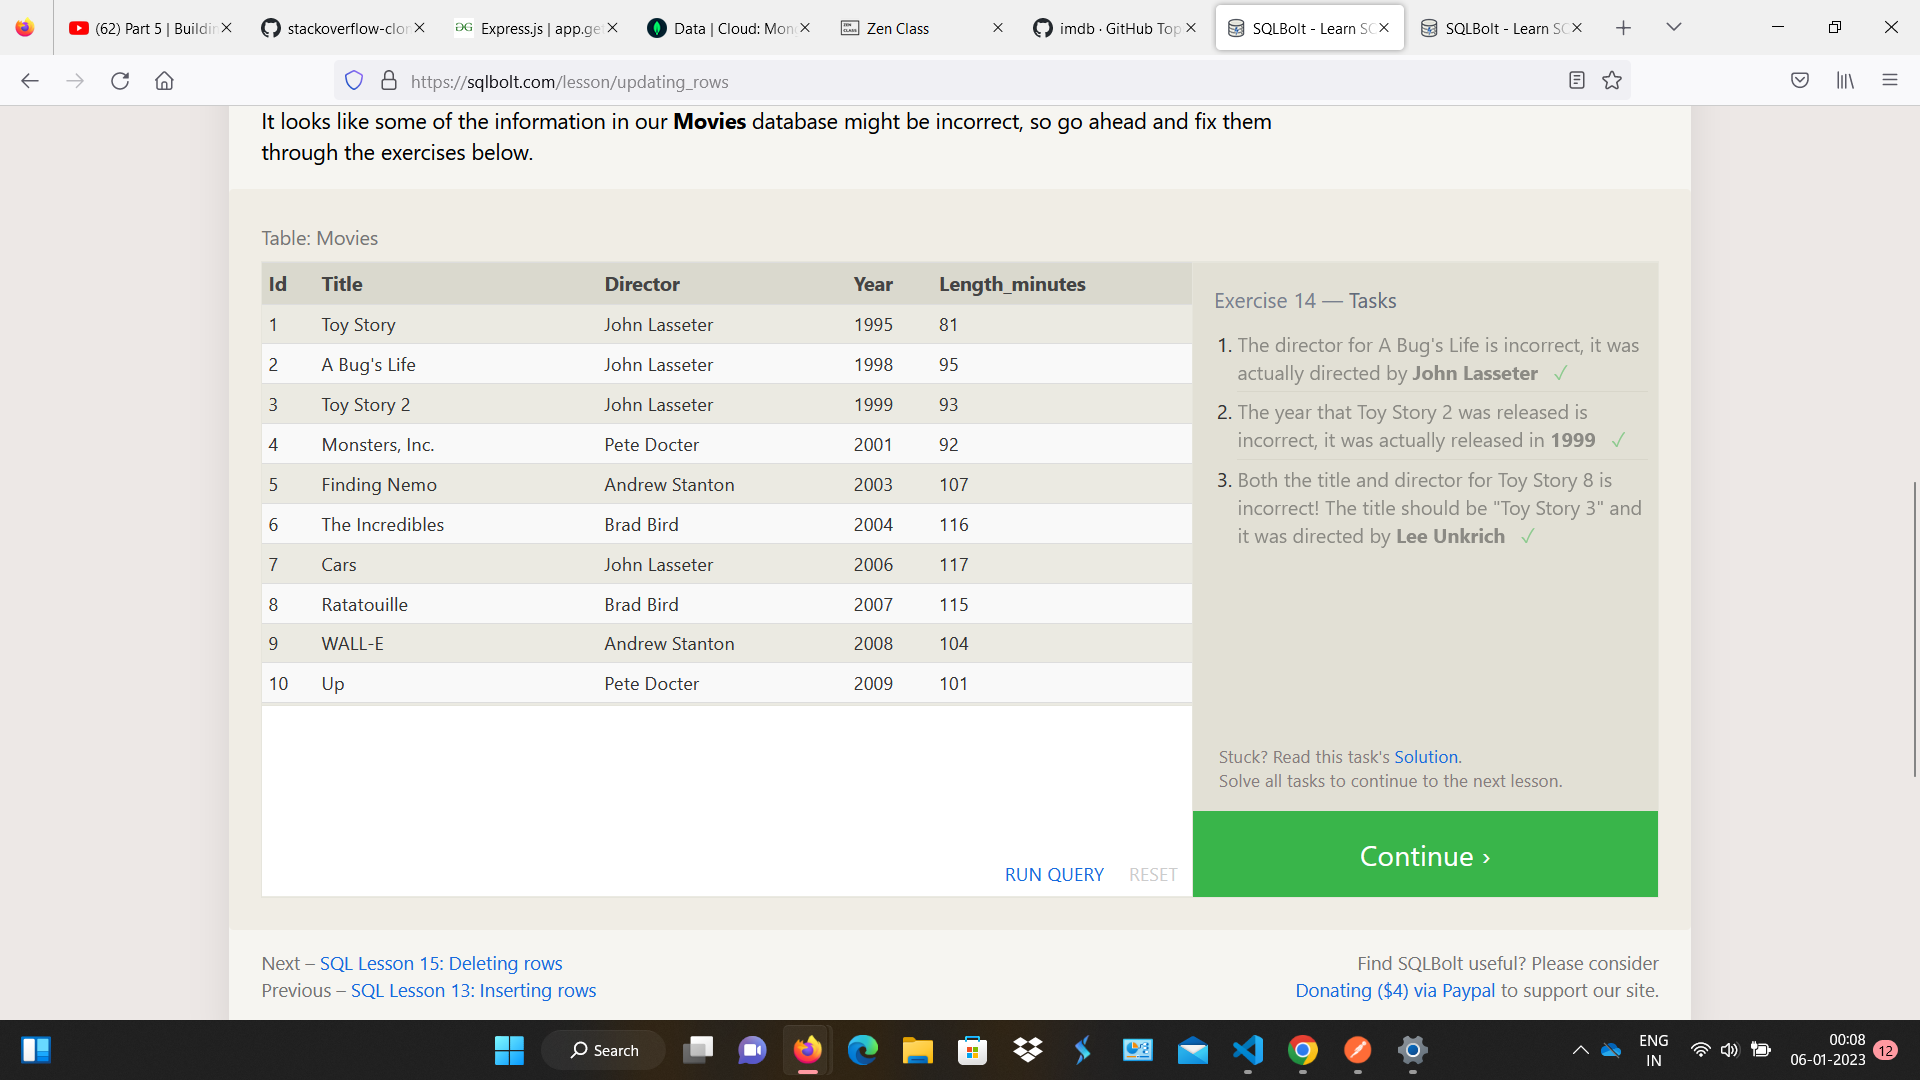 (62) Part 5 | Buildin
stackoverflow-clon
Express.js | app.ge
Data | Cloud: Mon
Zen Class
imdb · GitHub Top
SQLBolt - Learn SQ
SQLBolt - Learn SQ
https://sqlbolt.com/lesson/updating_rows
It looks like some of the information in our Movies database might be incorrect, so go ahead and fix them
through the exercises below.
Table: Movies
Id Title Director Year Length_minutes
1 Toy Story John Lasseter 1995 81
2 A Bug's Life John Lasseter 1998 95
3 Toy Story 2 John Lasseter 1999 93
4 Monsters, Inc. Pete Docter 2001 92
5 Finding Nemo Andrew Stanton 2003 107
6 The Incredibles Brad Bird 2004 116
7 Cars John Lasseter 2006 117
8 Ratatouille Brad Bird 2007 115
9 WALL-E Andrew Stanton 2008 104
10 Up Pete Docter 2009 101
RUN QUERY RESET
Exercise 14 — Tasks
1. The director for A Bug's Life is incorrect, it was
actually directed by John Lasseter ✓
2. The year that Toy Story 2 was released is
incorrect, it was actually released in 1999 ✓
3. Both the title and director for Toy Story 8 is
incorrect! The title should be "Toy Story 3" and
it was directed by Lee Unkrich ✓
Stuck? Read this task's Solution.
Solve all tasks to continue to the next lesson.
Continue ›
Next – SQL Lesson 15: Deleting rows
Previous – SQL Lesson 13: Inserting rows
Find SQLBolt useful? Please consider
Donating ($4) via Paypal to support our site.
Search
ENG
IN
00:08
06-01-2023
12